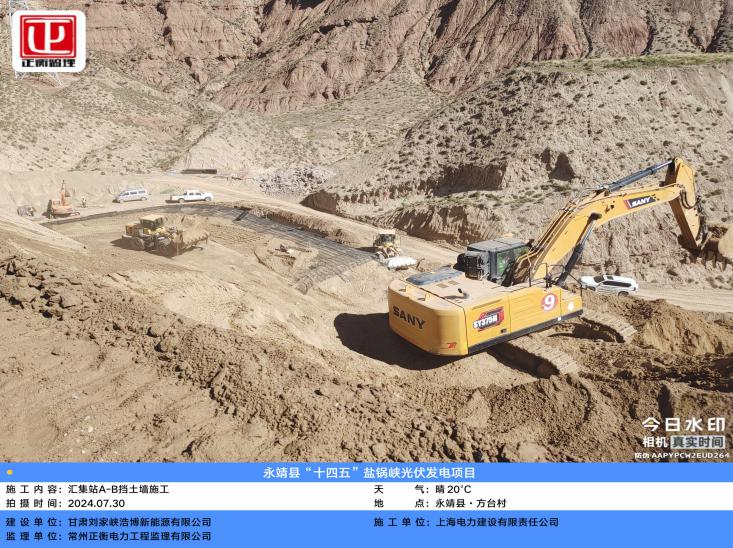 正衡监理
SANY
SANY
SY375H
9
今日水印
相机 真实时间
防伪 AAPYPCW2EUD264
永靖县“十四五”盐锅峡光伏发电项目
施工内容：汇集站A-B挡土墙施工
天 气：晴 20℃
拍摄时间：2024.07.30
地 点：永靖县·方台村
建设单位：甘肃刘家峡浩博新能源有限公司
施工单位：上海电力建设有限责任公司
监理单位：常州正衡电力工程监理有限公司